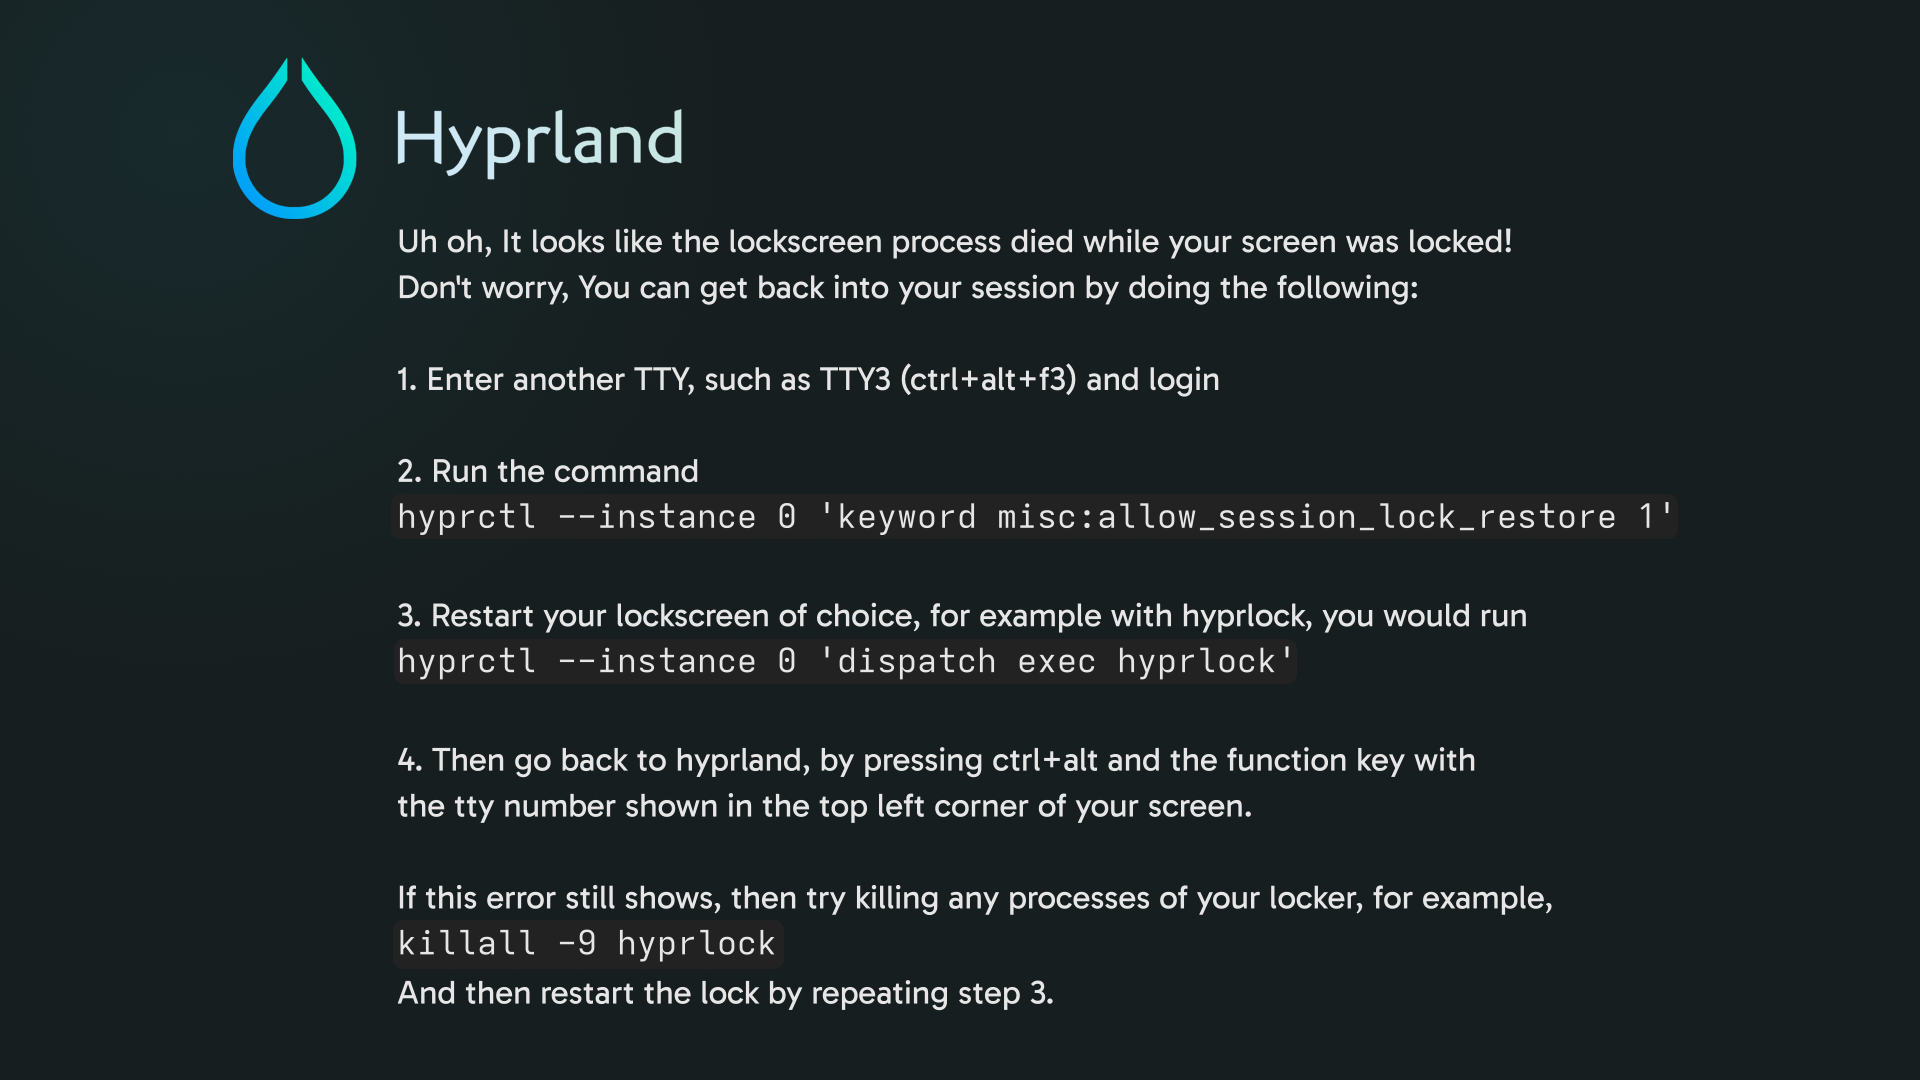 Hyprland
Uh oh, It looks like the lockscreen process died while your screen was locked!
Don't worry, You can get back into your session by doing the following:
1. Enter another TTY, such as TTY3 (ctrl+alt+f3) and login
2. Run the command
hyprctl --instance 0 'keyword misc:allow_session_lock_restore 1'
3. Restart your lockscreen of choice, for example with hyprlock, you would run
hyprctl --instance 0 'dispatch exec hyprlock'
4. Then go back to hyprland, by pressing ctrl+alt and the function key with
the tty number shown in the top left corner of your screen.
If this error still shows, then try killing any processes of your locker, for example,
killall -9 hyprlock
And then restart the lock by repeating step 3.